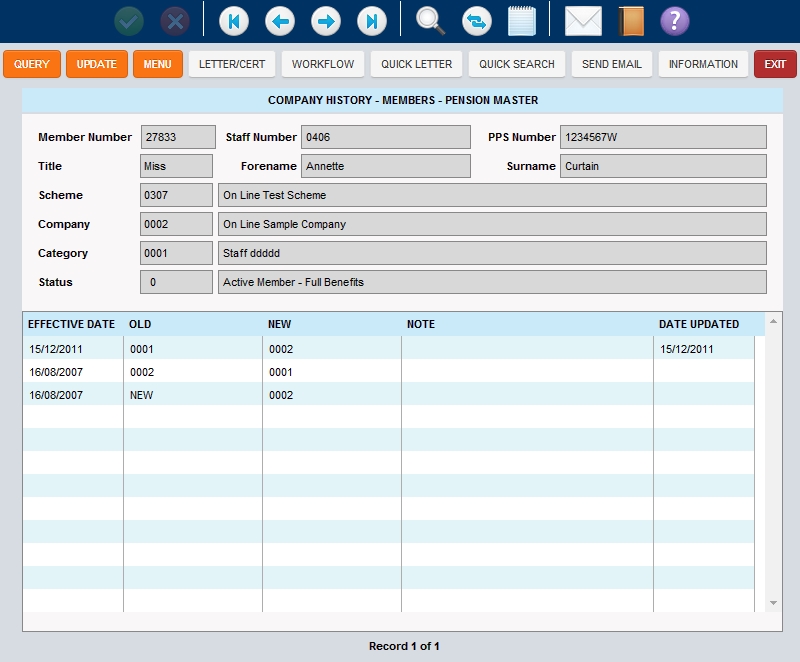 QUERY UPDATE MENU LETTER/CERT WORKFLOW QUICK LETTER QUICK SEARCH SEND EMAIL INFORMATION EXIT
COMPANY HISTORY - MEMBERS - PENSION MASTER
Member Number 27833 Staff Number 0406 PPS Number 1234567W
Title Miss Forename Annette Surname Curtain
Scheme 0307 On Line Test Scheme
Company 0002 On Line Sample Company
Category 0001 Staff ddddd
Status 0 Active Member - Full Benefits
EFFECTIVE DATE OLD NEW NOTE DATE UPDATED
15/12/2011 0001 0002 15/12/2011
16/08/2007 0002 0001
16/08/2007 NEW 0002
Record 1 of 1